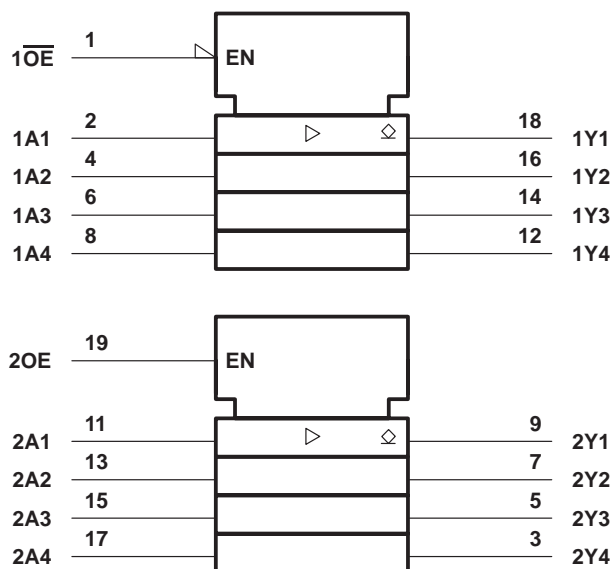 1O̅E̅ 1 EN
1A1 2 18 1Y1
1A2 4 16 1Y2
1A3 6 14 1Y3
1A4 8 12 1Y4
2OE 19 EN
2A1 11 9 2Y1
2A2 13 7 2Y2
2A3 15 5 2Y3
2A4 17 3 2Y4